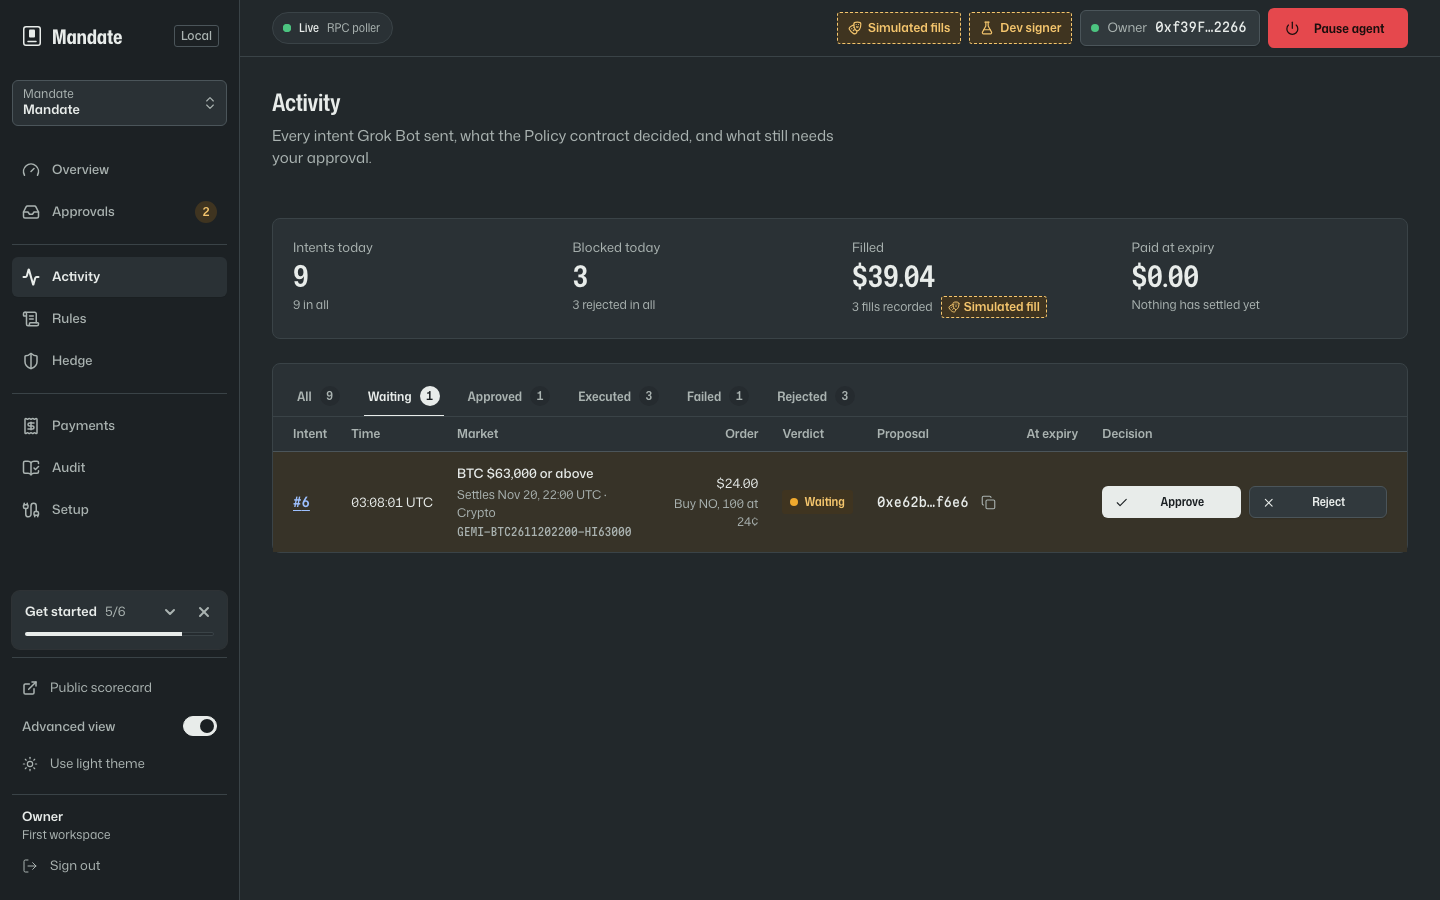 Mandate
Local
Mandate
Mandate
Overview
Approvals
2
Activity
Rules
Hedge
Payments
Audit
Setup
Get started 5/6
Public scorecard
Advanced view
Use light theme
Owner
First workspace
Sign out
Live RPC poller
Simulated fills
Dev signer
Owner 0xf39F…2266
Pause agent
Activity
Every intent Grok Bot sent, what the Policy contract decided, and what still needs
your approval.
Intents today
9
9 in all
Blocked today
3
3 rejected in all
Filled
$39.04
3 fills recorded
Simulated fill
Paid at expiry
$0.00
Nothing has settled yet
All 9
Waiting 1
Approved 1
Executed 3
Failed 1
Rejected 3
Intent Time Market Order Verdict Proposal At expiry Decision
#6
03:08:01 UTC
BTC $63,000 or above
Settles Nov 20, 22:00 UTC ·
Crypto
GEMI-BTC2611202200-HI63000
$24.00
Buy NO, 100 at
24¢
Waiting
0xe62b…f6e6
Approve
Reject